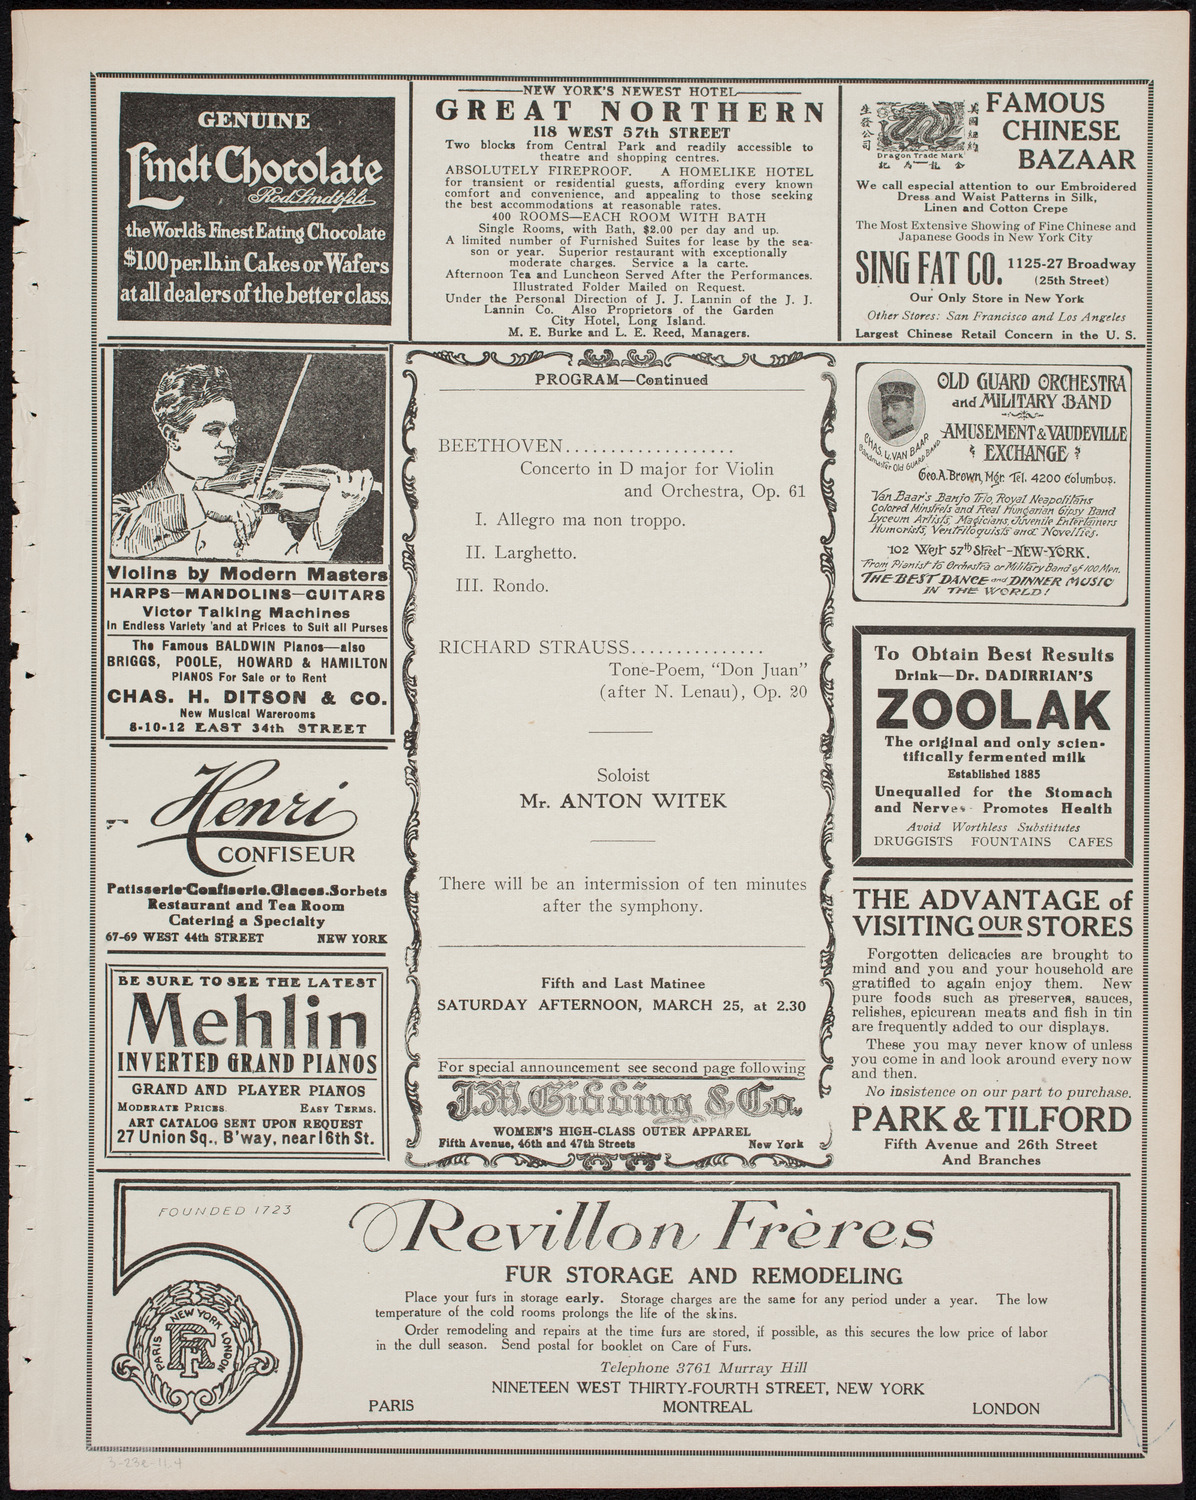 GENUINE
Lindt Chocolate
Rod. Lindt fils
the World's Finest Eating Chocolate
$1.00 per. lb. in Cakes or Wafers
at all dealers of the better class.
NEW YORK'S NEWEST HOTEL
GREAT NORTHERN
118 WEST 57th STREET
Two blocks from Central Park and readily accessible to
theatre and shopping centres.
ABSOLUTELY FIREPROOF. A HOMELIKE HOTEL
for transient or residential guests, affording every known
comfort and convenience, and appealing to those seeking
the best accommodations at reasonable rates.
400 ROOMS—EACH ROOM WITH BATH
Single Rooms, with Bath, $2.00 per day and up.
A limited number of Furnished Suites for lease by the sea-
son or year. Superior restaurant with exceptionally
moderate charges. Service a la carte.
Afternoon Tea and Luncheon Served After the Performances.
Illustrated Folder Mailed on Request.
Under the Personal Direction of J. J. Lannin of the J. J.
Lannin Co. Also Proprietors of the Garden
City Hotel, Long Island.
M. E. Burke and L. E. Reed, Managers.
生發公司
Dragon Trade Mark
FAMOUS
CHINESE
BAZAAR
We call especial attention to our Embroidered
Dress and Waist Patterns in Silk,
Linen and Cotton Crepe
The Most Extensive Showing of Fine Chinese and
Japanese Goods in New York City
SING FAT CO. 1125-27 Broadway
(25th Street)
Our Only Store in New York
Other Stores: San Francisco and Los Angeles
Largest Chinese Retail Concern in the U. S.
Violins by Modern Masters
HARPS—MANDOLINS—GUITARS
Victor Talking Machines
In Endless Variety and at Prices to Suit all Purses
The Famous BALDWIN Pianos—also
BRIGGS, POOLE, HOWARD & HAMILTON
PIANOS For Sale or to Rent
CHAS. H. DITSON & CO.
New Musical Warerooms
8-10-12 EAST 34th STREET
Henri
CONFISEUR
Patisserie-Confiserie.Glaces.Sorbets
Restaurant and Tea Room
Catering a Specialty
67-69 WEST 44th STREET NEW YORK
BE SURE TO SEE THE LATEST
Mehlin
INVERTED GRAND PIANOS
GRAND AND PLAYER PIANOS
MODERATE PRICES. EASY TERMS.
ART CATALOG SENT UPON REQUEST
27 Union Sq., B'way, near 16th St.
PROGRAM—Continued
BEETHOVEN...................
Concerto in D major for Violin
and Orchestra, Op. 61
I. Allegro ma non troppo.
II. Larghetto.
III. Rondo.
RICHARD STRAUSS...............
Tone-Poem, "Don Juan"
(after N. Lenau), Op. 20
Soloist
Mr. ANTON WITEK
There will be an intermission of ten minutes
after the symphony.
Fifth and Last Matinee
SATURDAY AFTERNOON, MARCH 25, at 2.30
For special announcement see second page following
J.M. Gidding & Co.
WOMEN'S HIGH-CLASS OUTER APPAREL
Fifth Avenue, 46th and 47th Streets New York
OLD GUARD ORCHESTRA
and MILITARY BAND
AMUSEMENT & VAUDEVILLE
EXCHANGE
CHAS. L. VAN BAAR
Bandmaster Old Guard Band
Geo. A. Brown, Mgr. Tel. 4200 Columbus.
Van Baar's Banjo Trio, Royal Neapolitans
Colored Minstrels and Real Hungarian Gipsy Band
Lyceum Artists, Magicians, Juvenile Entertainers
Humorists, Ventriloquists and Novelties.
102 West 57th Street-NEW-YORK.
From Pianist to Orchestra or Military Band of 100 Men.
THE BEST DANCE and DINNER MUSIC
IN THE WORLD!
To Obtain Best Results
Drink—Dr. DADIRRIAN'S
ZOOLAK
The original and only scien-
tifically fermented milk
Established 1885
Unequalled for the Stomach
and Nerves Promotes Health
Avoid Worthless Substitutes
DRUGGISTS FOUNTAINS CAFES
THE ADVANTAGE of
VISITING OUR STORES
Forgotten delicacies are brought to
mind and you and your household are
gratified to again enjoy them. New
pure foods such as preserves, sauces,
relishes, epicurean meats and fish in tin
are frequently added to our displays.
These you may never know of unless
you come in and look around every now
and then.
No insistence on our part to purchase.
PARK & TILFORD
Fifth Avenue and 26th Street
And Branches
FOUNDED 1723
Revillon Frères
FUR STORAGE AND REMODELING
Place your furs in storage early. Storage charges are the same for any period under a year. The low
temperature of the cold rooms prolongs the life of the skins.
Order remodeling and repairs at the time furs are stored, if possible, as this secures the low price of labor
in the dull season. Send postal for booklet on Care of Furs.
Telephone 3761 Murray Hill
NINETEEN WEST THIRTY-FOURTH STREET, NEW YORK
PARIS MONTREAL LONDON
PARIS NEW YORK LONDON
RF
3-23e-11.4